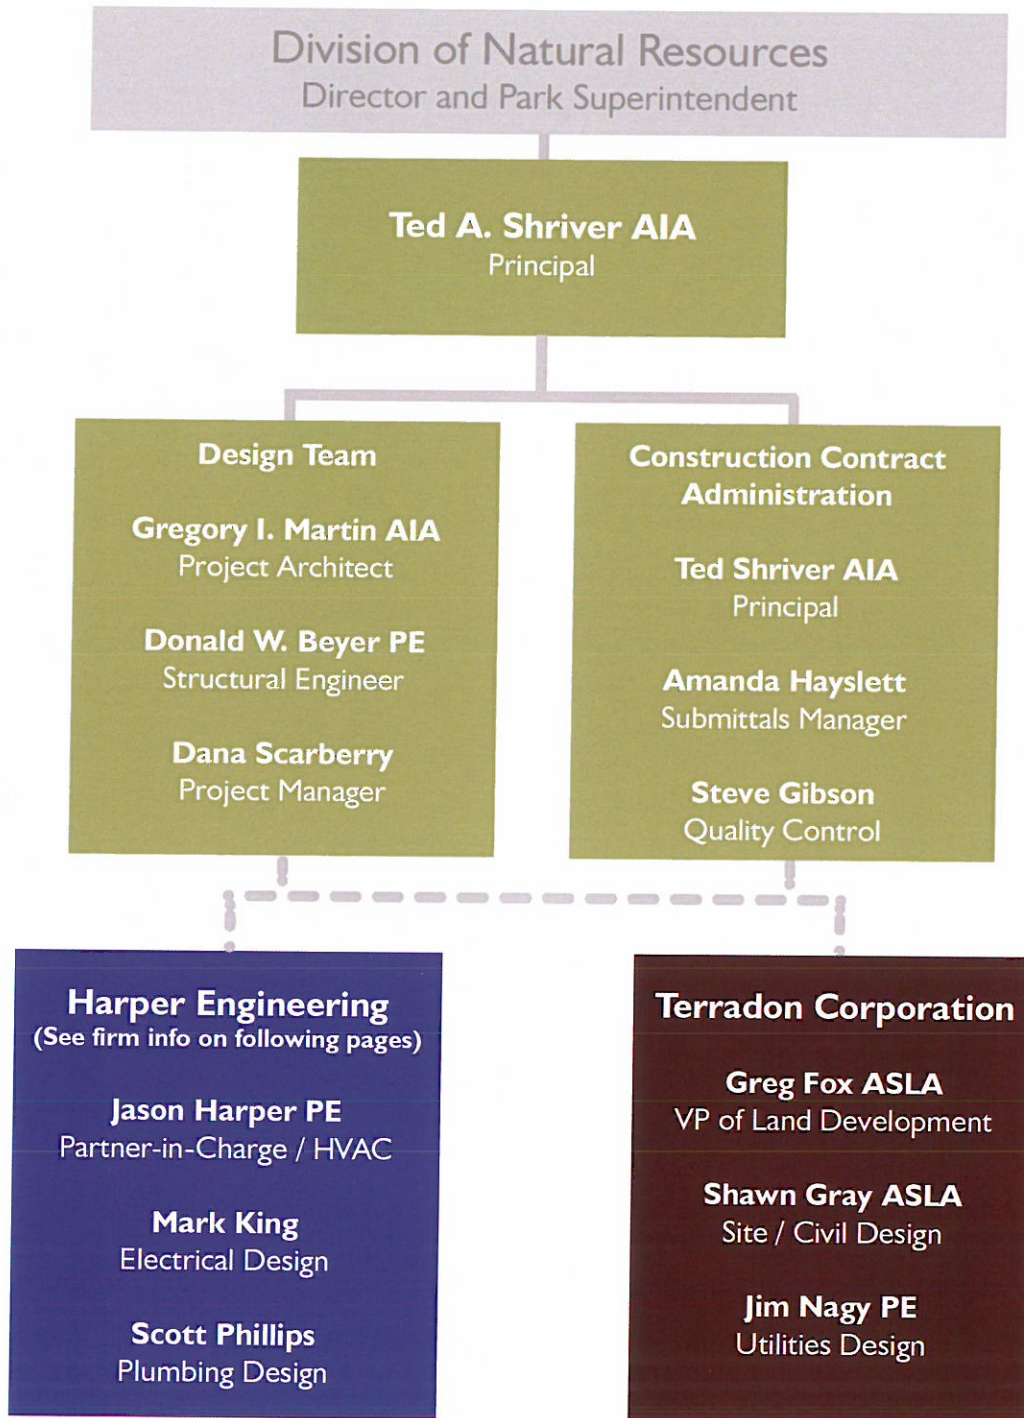 Division of Natural Resources
Director and Park Superintendent
Ted A. Shriver AIA
Principal
Design Team
Gregory I. Martin AIA
Project Architect
Donald W. Beyer PE
Structural Engineer
Dana Scarberry
Project Manager
Construction Contract
Administration
Ted Shriver AIA
Principal
Amanda Hayslett
Submittals Manager
Steve Gibson
Quality Control
Harper Engineering
(See firm info on following pages)
Jason Harper PE
Partner-in-Charge / HVAC
Mark King
Electrical Design
Scott Phillips
Plumbing Design
Terradon Corporation
Greg Fox ASLA
VP of Land Development
Shawn Gray ASLA
Site / Civil Design
Jim Nagy PE
Utilities Design